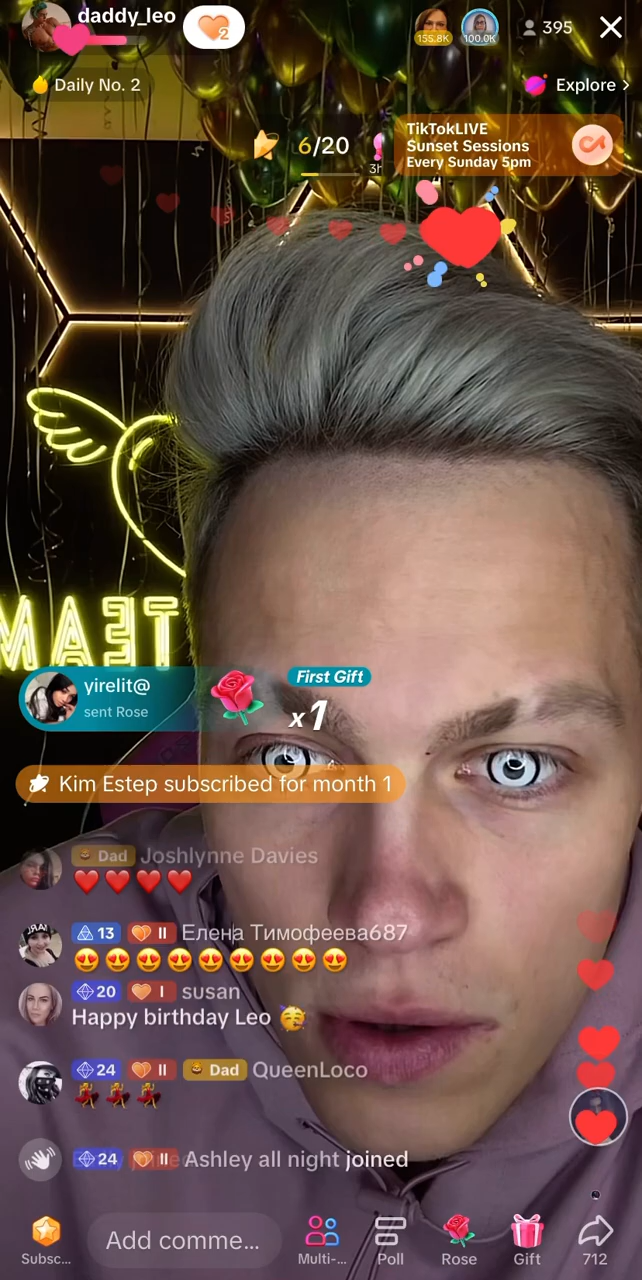 daddy_leo
2
155.8K
100.0K
395
Daily No. 2
Explore >
6/20
3h
TikTokLIVE
Sunset Sessions
Every Sunday 5pm
TEAM
First Gift
yirelit@
sent Rose
x1
Kim Estep subscribed for month 1
Dad Joshlynne Davies
❤️❤️❤️❤️
13 II Елена Тимофеева687
😍😍😍😍😍😍😍😍😍
20 I susan
Happy birthday Leo 🥳
24 II Dad QueenLoco
💃💃💃
24 II Ashley all night joined
Subsc...
Add comme...
Multi-...
Poll
Rose
Gift
712